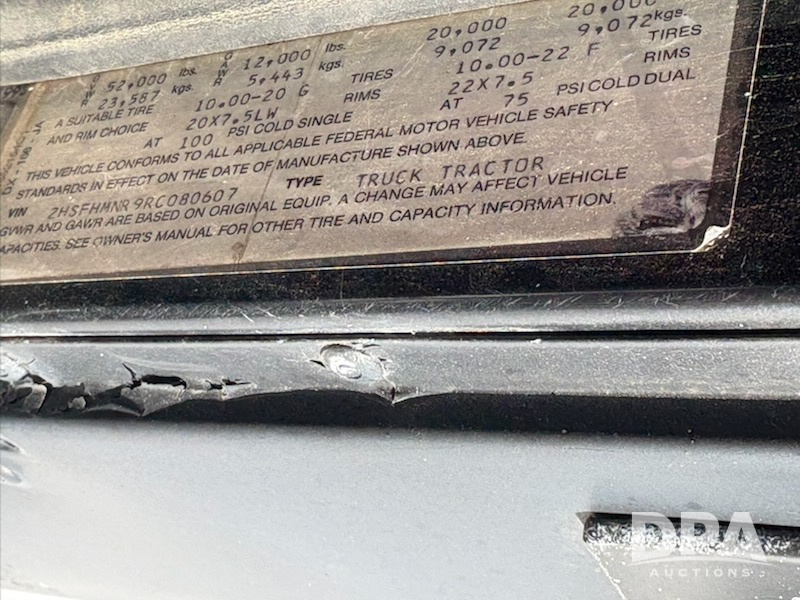 993 G V W R 52,000 lbs. G A W R 12,000 lbs. 20,000 20,000
23,587 kgs. 5,443 kgs. 9,072 9,072 kgs.
A SUITABLE TIRE 10.00-20 G TIRES 10.00-22 F TIRES
AND RIM CHOICE 20X7.5LW RIMS 22X7.5 RIMS
AT 100 PSI COLD SINGLE AT 75 PSI COLD DUAL
THIS VEHICLE CONFORMS TO ALL APPLICABLE FEDERAL MOTOR VEHICLE SAFETY
STANDARDS IN EFFECT ON THE DATE OF MANUFACTURE SHOWN ABOVE.
VIN 2HSFHMNR9RC080607 TYPE TRUCK TRACTOR
GVWR AND GAWR ARE BASED ON ORIGINAL EQUIP. A CHANGE MAY AFFECT VEHICLE
APACITIES. SEE OWNER'S MANUAL FOR OTHER TIRE AND CAPACITY INFORMATION.
DPA
AUCTIONS